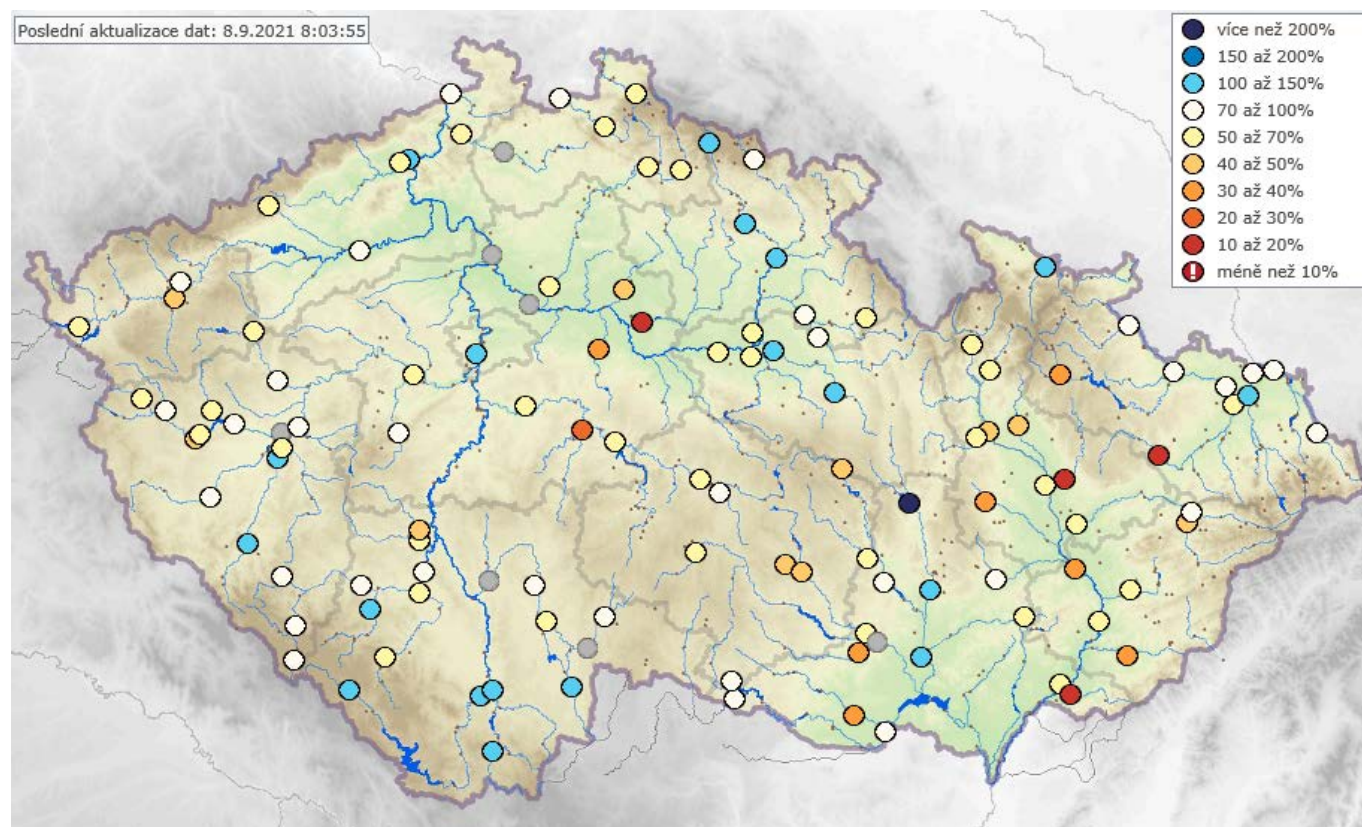 Poslední aktualizace dat: 8.9.2021 8:03:55
více než 200%
150 až 200%
100 až 150%
70 až 100%
50 až 70%
40 až 50%
30 až 40%
20 až 30%
10 až 20%
! méně než 10%